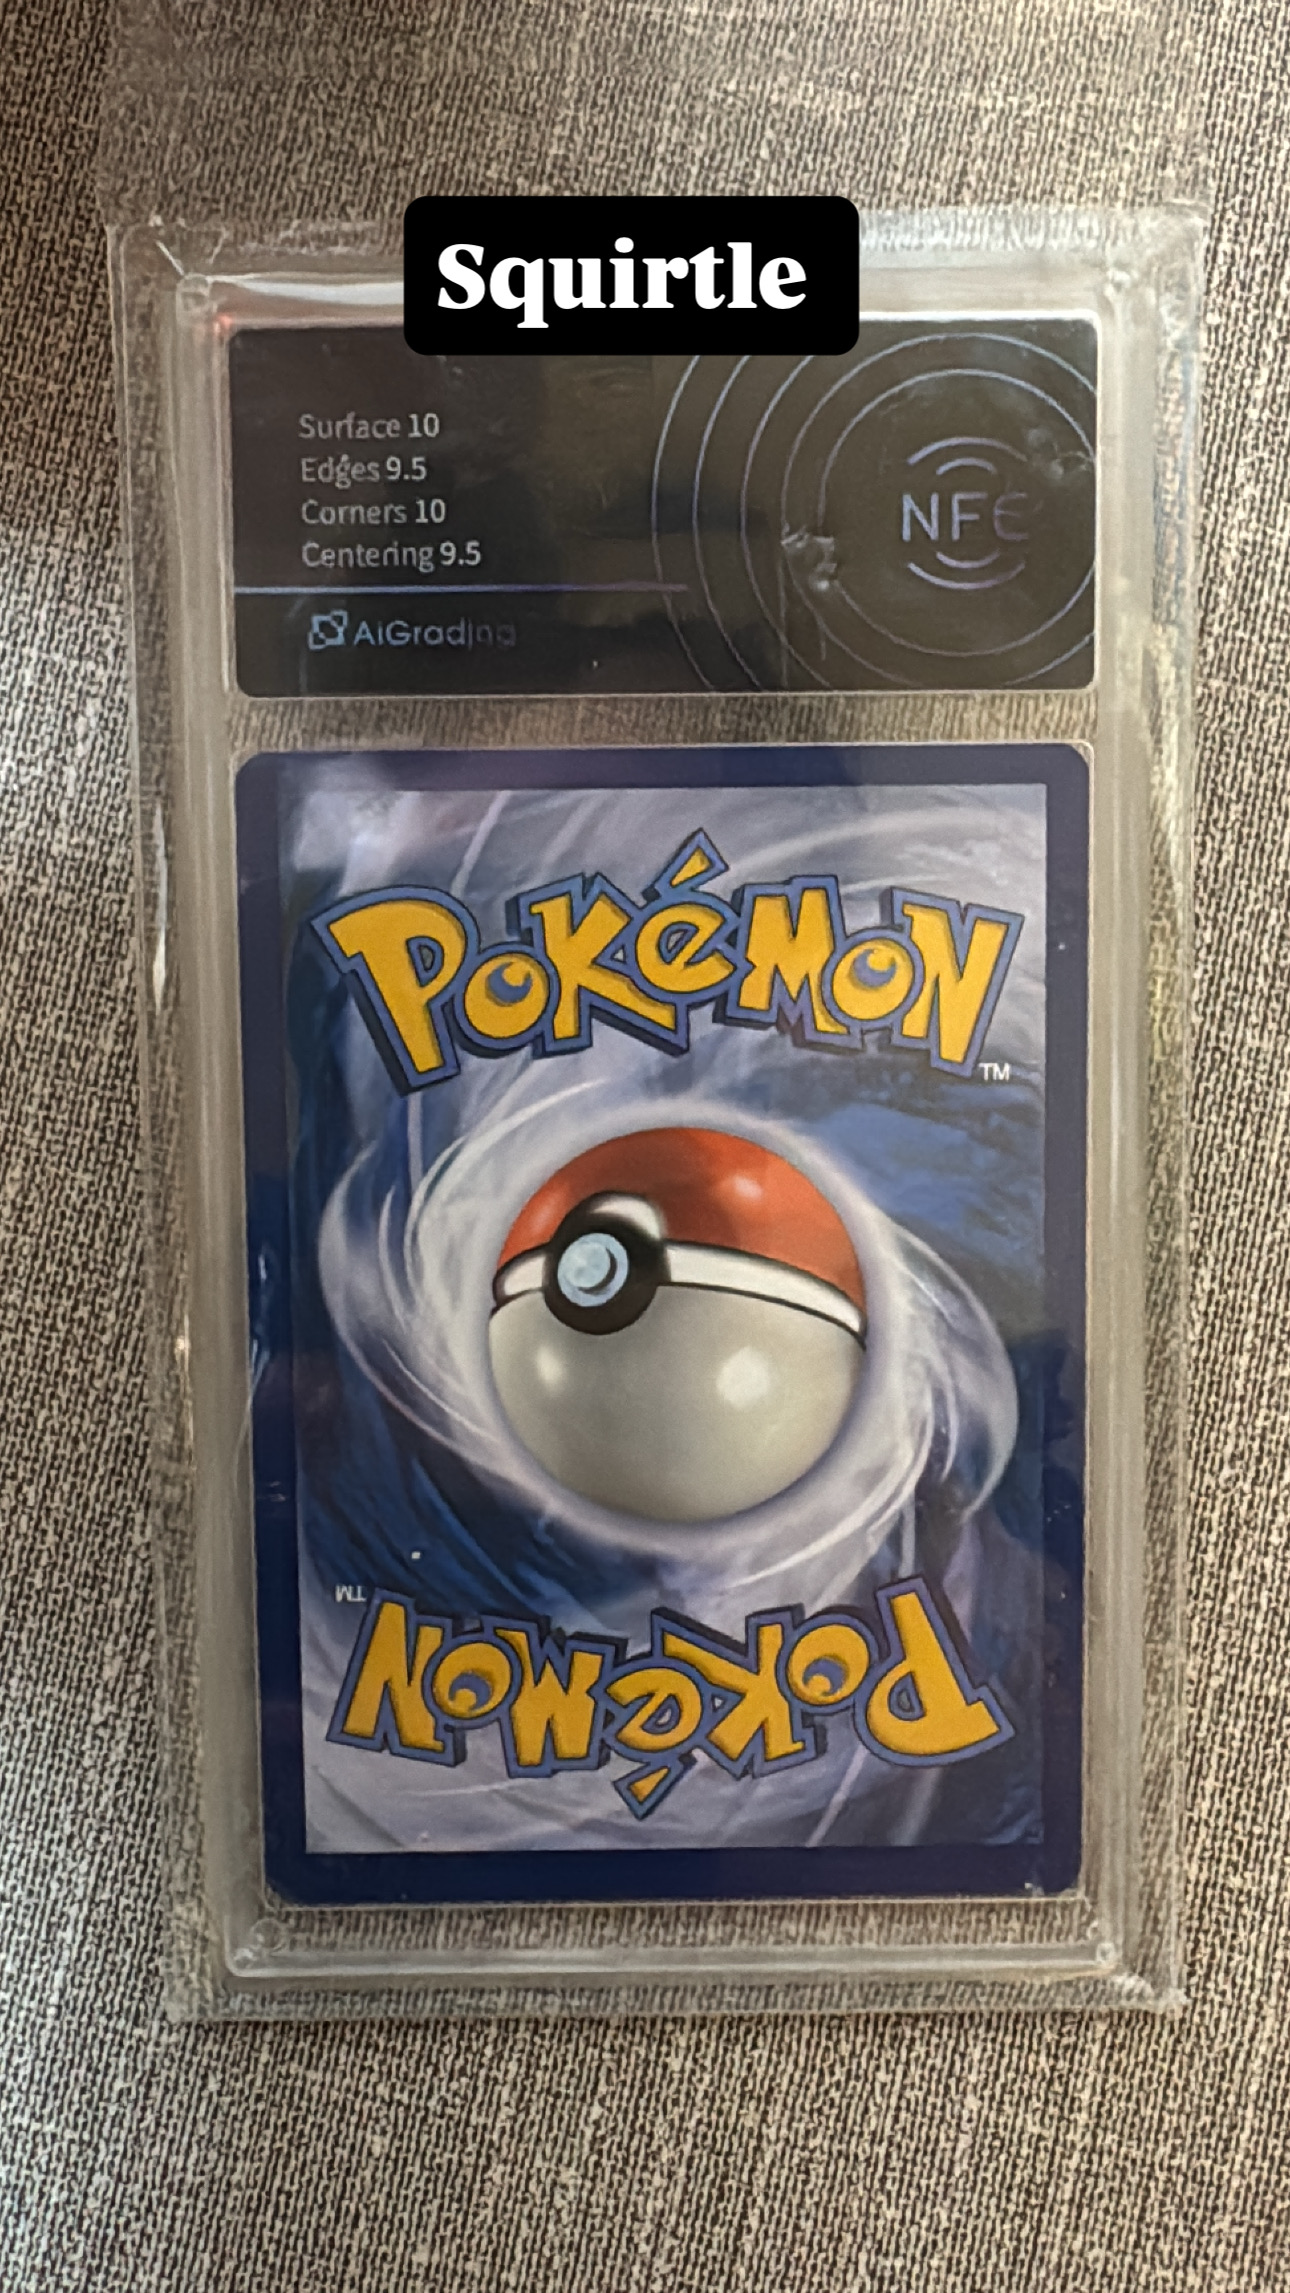 Squirtle
Surface 10
Edges 9.5
Corners 10
Centering 9.5
NFC
AiGrading
POKéMON
TM
TM
POKéMON